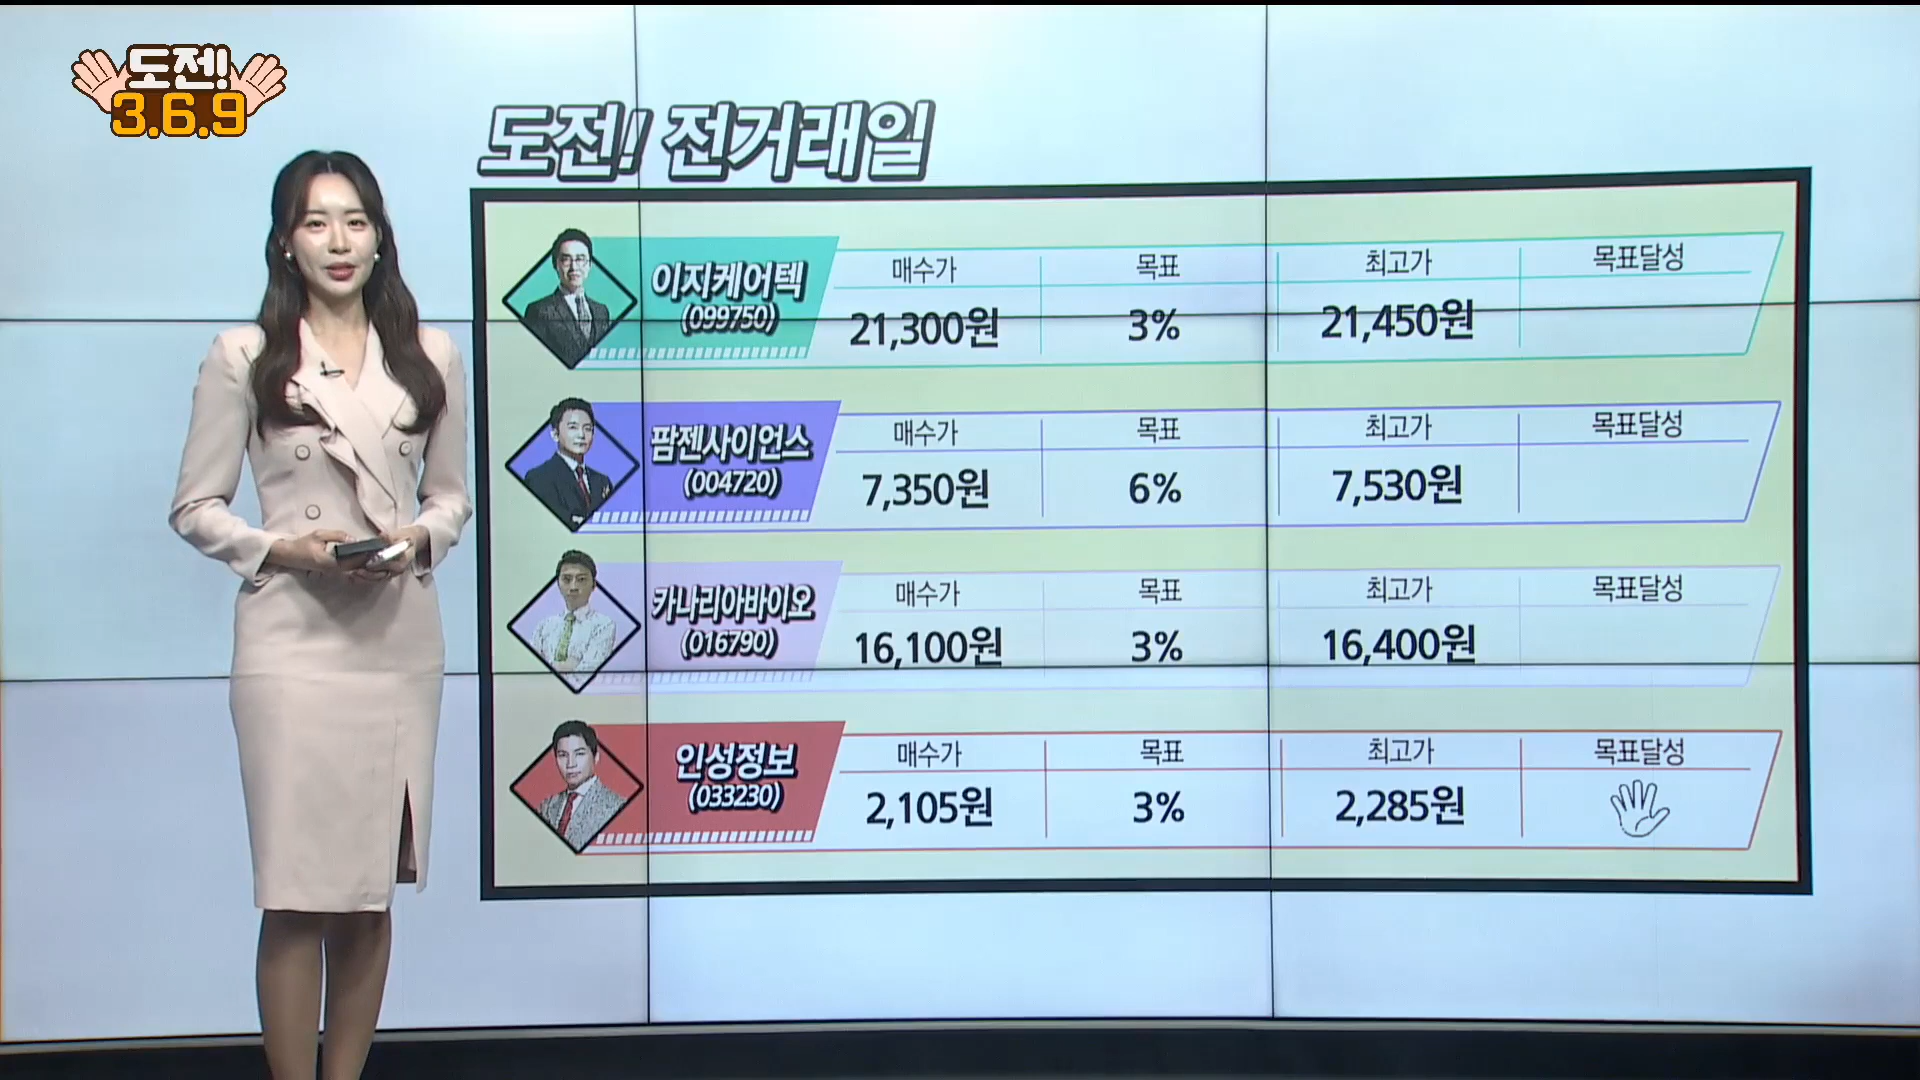 도전!
3.6.9
도전! 전거래일
이지케어텍
(099750)
매수가 목표 최고가 목표달성
21,300원 3% 21,450원
팜젠사이언스
(004720)
매수가 목표 최고가 목표달성
7,350원 6% 7,530원
카나리아바이오
(016790)
매수가 목표 최고가 목표달성
16,100원 3% 16,400원
인성정보
(033230)
매수가 목표 최고가 목표달성
2,105원 3% 2,285원